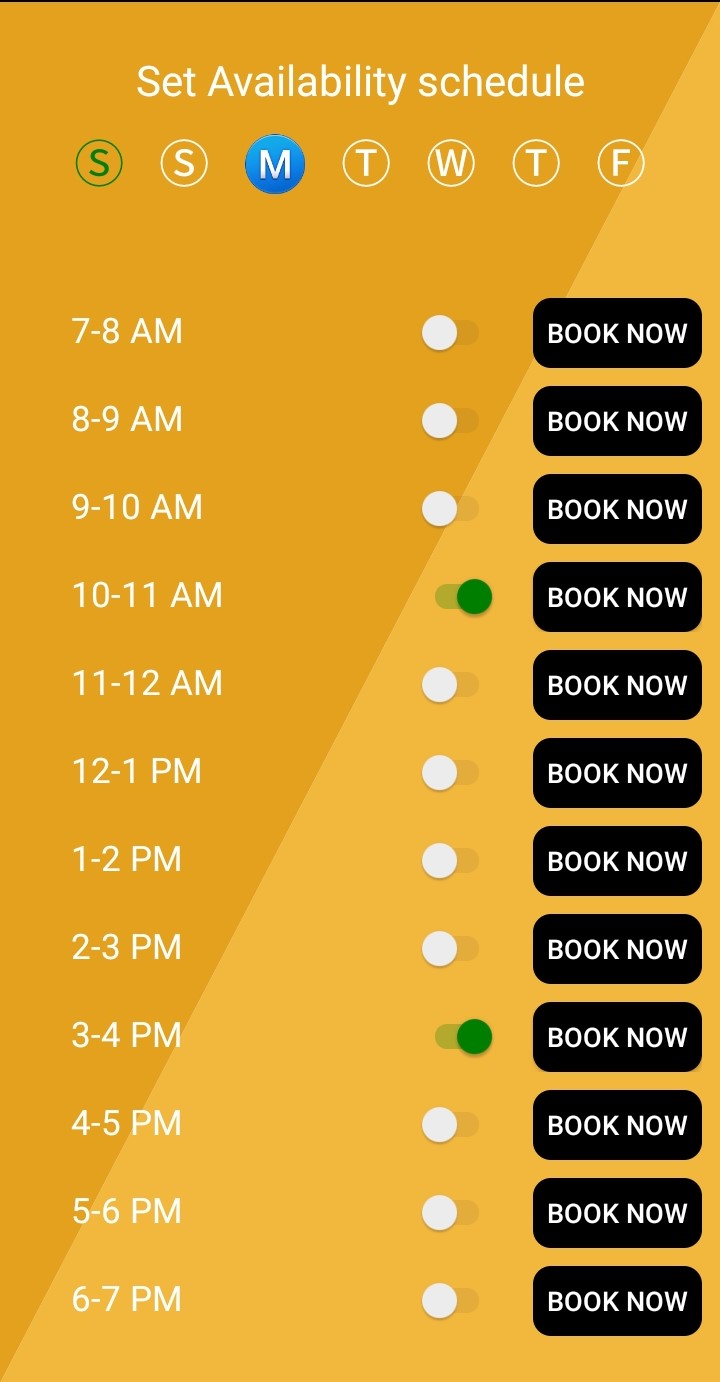 Set Availability schedule
S S M T W T F
7-8 AM BOOK NOW
8-9 AM BOOK NOW
9-10 AM BOOK NOW
10-11 AM BOOK NOW
11-12 AM BOOK NOW
12-1 PM BOOK NOW
1-2 PM BOOK NOW
2-3 PM BOOK NOW
3-4 PM BOOK NOW
4-5 PM BOOK NOW
5-6 PM BOOK NOW
6-7 PM BOOK NOW